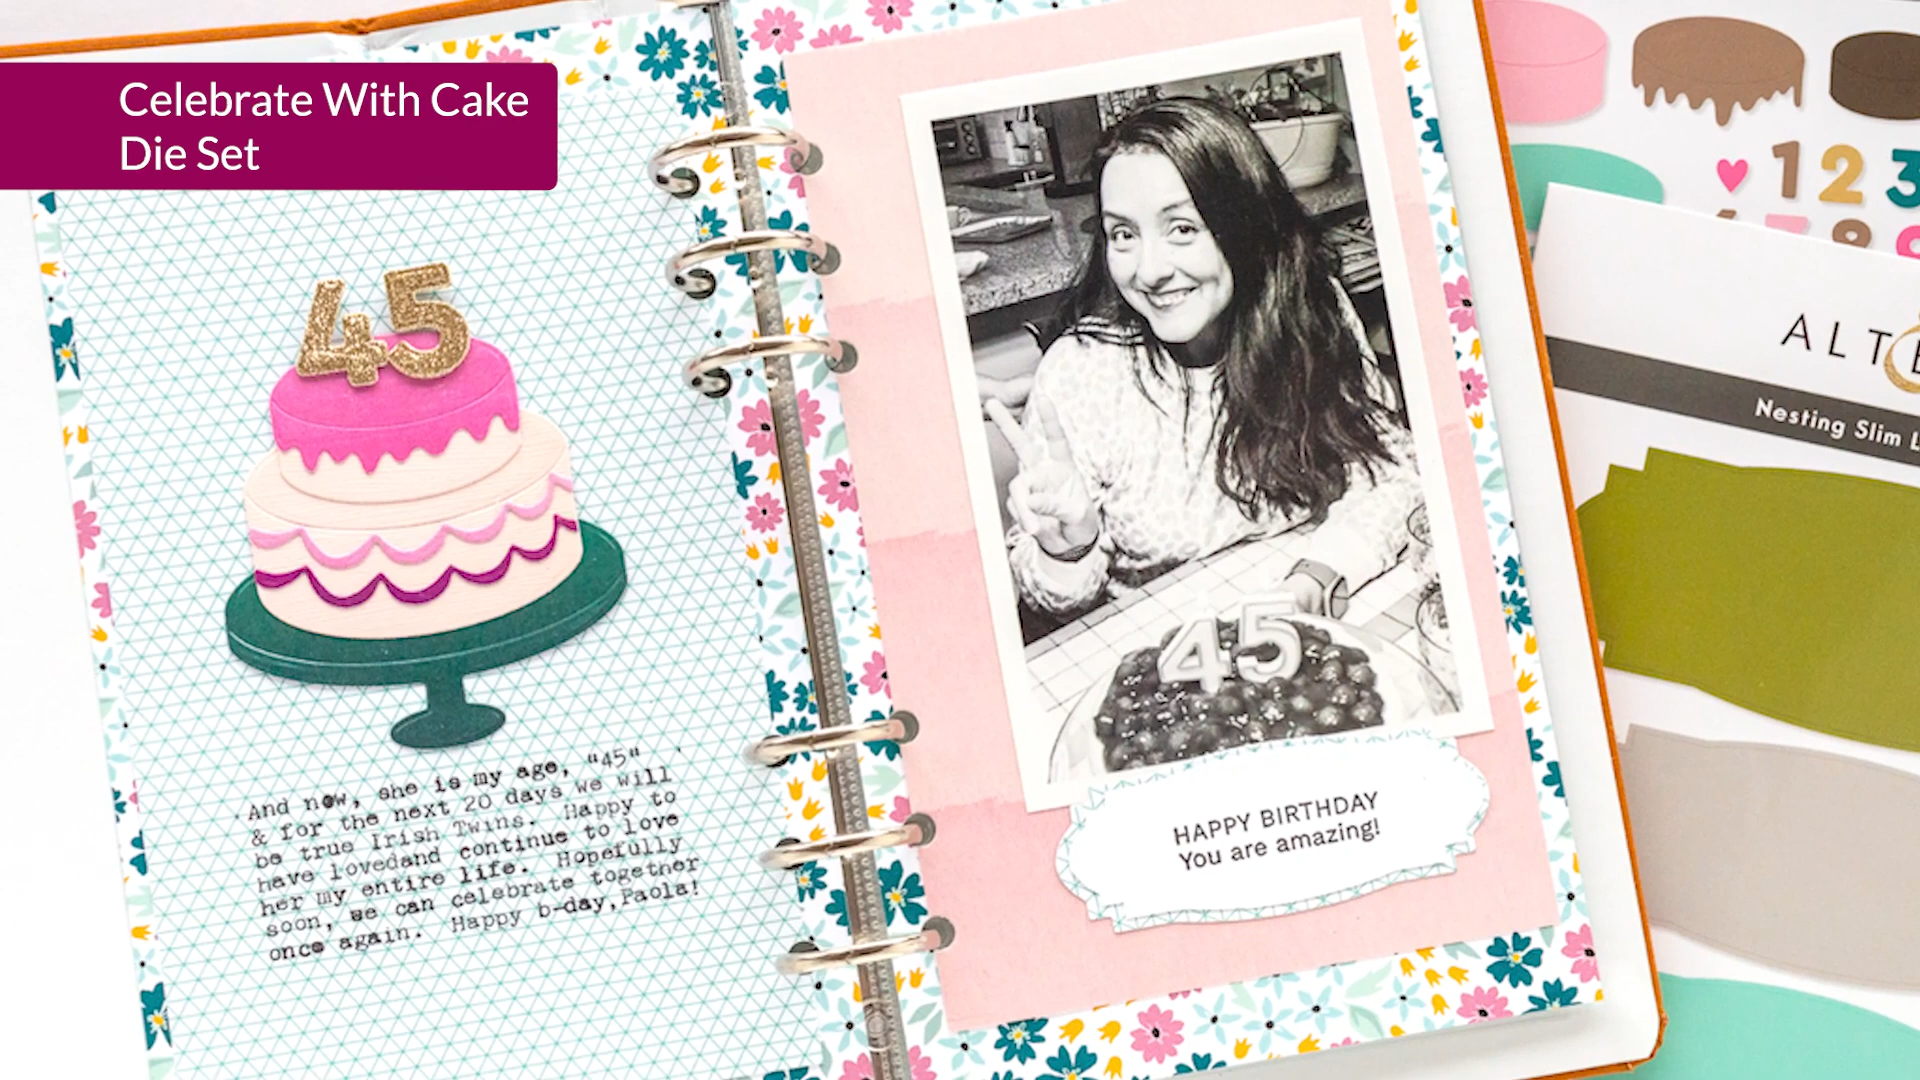 Celebrate With Cake
Die Set
45
And now, she is my age, "45"
& for the next 20 days we will
be true Irish Twins. Happy to
have lovedand continue to love
her my entire life. Hopefully
soon, we can celebrate together
once again. Happy b-day,Paola!
45
HAPPY BIRTHDAY
You are amazing!
1 2 3
Nesting Slim